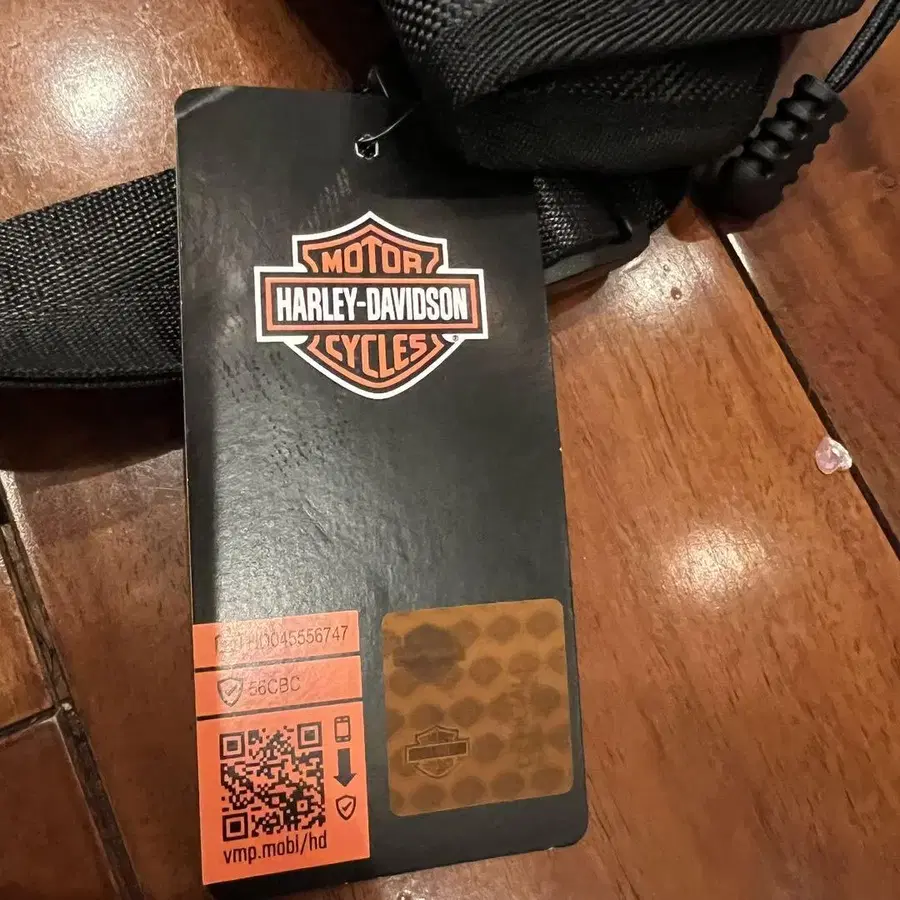 MOTOR
HARLEY-DAVIDSON
CYCLES
®
HD045556747
56CBC
vmp.mobl/hd